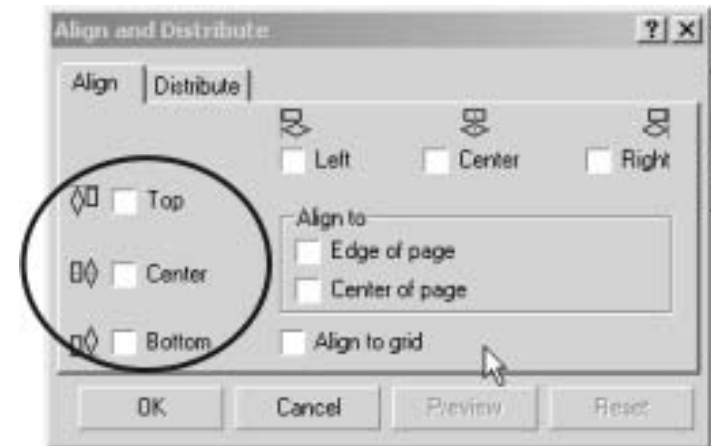 Align and Distribute
Align Distribute
Left Center Right
Top
Align to
Edge of page
Center
Center of page
Bottom
Align to grid
OK Cancel Preview Reset